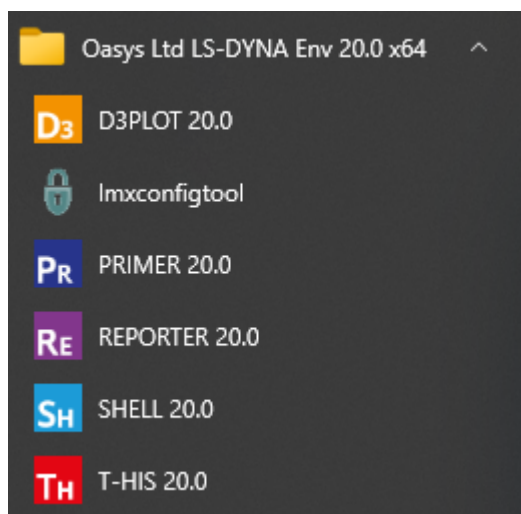 Oasys Ltd LS-DYNA Env 20.0 x64
D3 D3PLOT 20.0
lmxconfigtool
PR PRIMER 20.0
RE REPORTER 20.0
SH SHELL 20.0
TH T-HIS 20.0